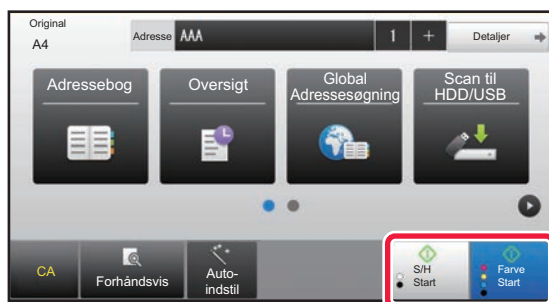 Original
A4
Adresse AAA 1 + Detaljer
Adressebog
Oversigt
Global
Adressesøgning
Scan til
HDD/USB
CA
Forhåndsvis
Auto-
indstil
S/H
Start
Farve
Start